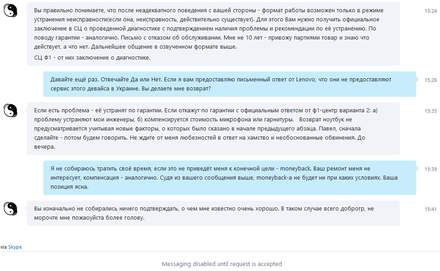 Вы правильно понимаете, что после неадекватного поведения с вашей стороны - формат работы возможен только в режиме
устранения неисправности(если она, неисправность, действительно существует). Для этого Вам нужно получить официальное
заключение в СЦ о проведенной диагностике с подтверждением наличия проблемы и рекомендации по её устранению. По
поводу гарантии - аналогично. Письмо с отказом об обслуживании. Мне не 10 лет - привожу партиями товар и знаю что
действует, а что нет. Дальнейшее общение в озвученном формате выше.
СЦ Ф1 - от них заключение о диагностике.
15:24
Давайте ещё раз. Отвечайте Да или Нет. Если я вам предоставляю письменный ответ от Lenovo, что они не предоставляют
сервис этого девайса в Украине. Вы делаете мне возврат?
15:28
Если есть проблема - её устранят по гарантии. Если откажут по гарантии с официальным ответом от ф1-центр варианта 2: а)
проблему устраняют мои инженеры; б) компенсируется стоимость микрофона или гарнитуры. Возврат ноутбук не
предусматривается учитывая новые факторы, о которых было сказано в начале предыдущего абзаца. Павел, сначала
сделайте - потом будем говорить. Не ждите от меня любезностей в ответ на хамство и необоснованные обвинения. До
вечера.
15:35
Я не собираюсь тратить своё время, если это не приведёт меня к конечной цели - moneyback. Ваш ремонт меня не
интересует, компенсация - аналогично. Судя из вашего сообщения выше, moneyback-а не будет ни при каких условиях. Ваша
позиция ясна.
15:39
Вы изначально не собирались ничего подтверждать, о чем мне известно очень хорошо. В таком случае всего доброго, не
морочте мне пожалуйста более голову.
15:41
на Skype
Messaging disabled until request is accepted